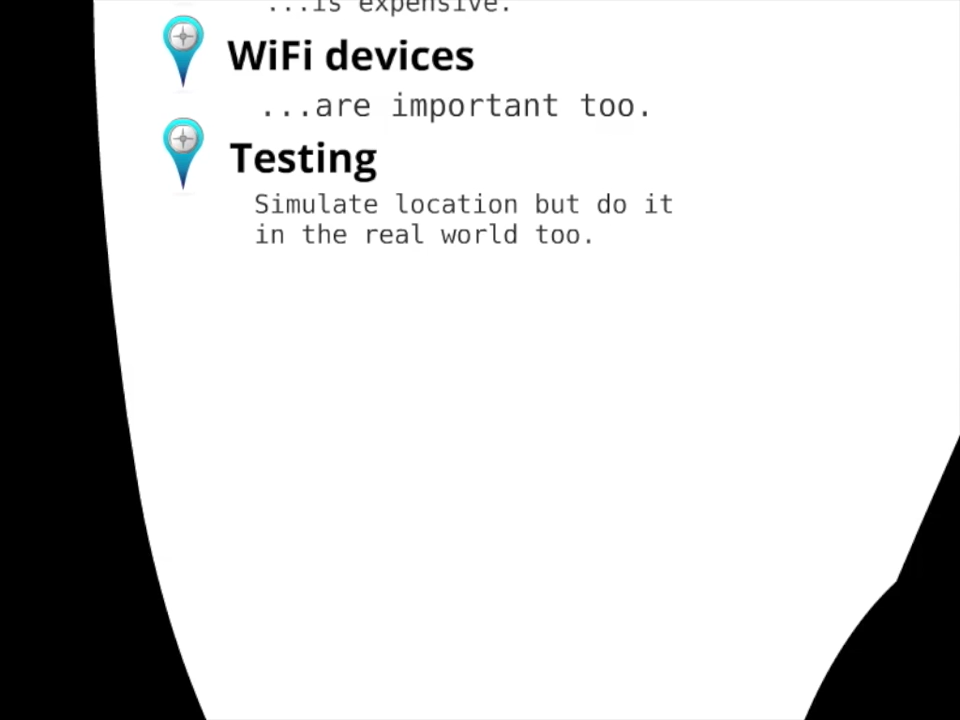 ...is expensive.
WiFi devices
...are important too.
Testing
Simulate location but do it
in the real world too.